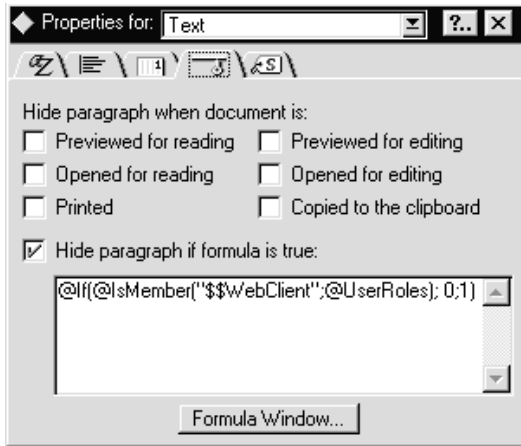 Properties for: Text ?..
1 S
Hide paragraph when document is:
Previewed for reading Previewed for editing
Opened for reading Opened for editing
Printed Copied to the clipboard
Hide paragraph if formula is true:
@If(@IsMember("$$WebClient";@UserRoles); 0;1)
Formula Window...